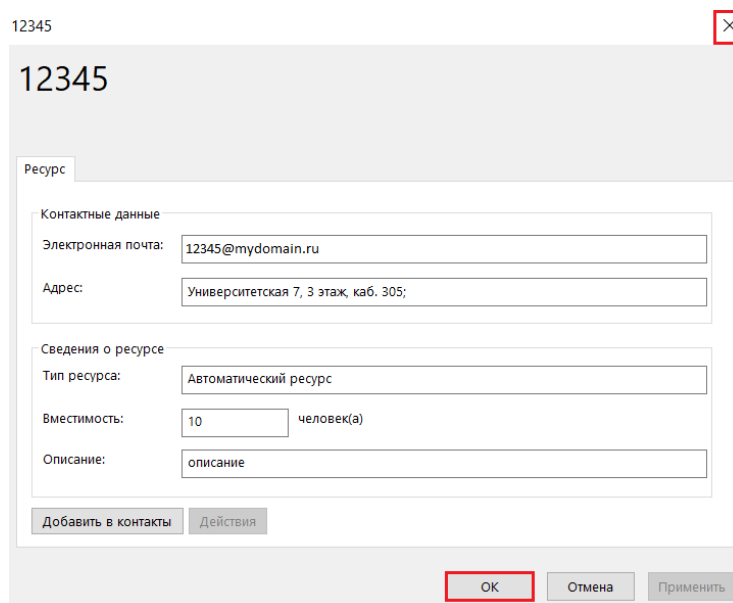 12345
12345
Ресурс
Контактные данные
Электронная почта: 12345@mydomain.ru
Адрес: Университетская 7, 3 этаж, каб. 305;
Сведения о ресурсе
Тип ресурса: Автоматический ресурс
Вместимость: 10 человек(а)
Описание: описание
Добавить в контакты Действия
ОК Отмена Применить